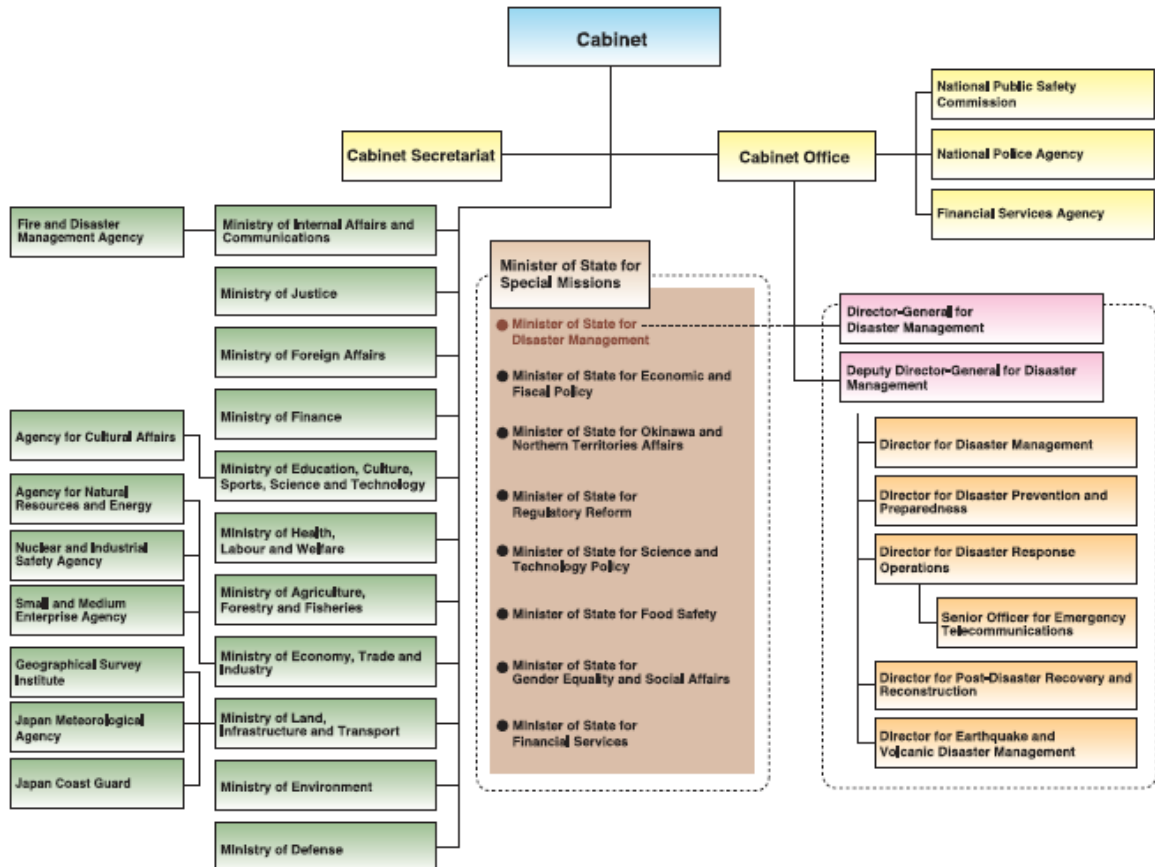 Cabinet
Cabinet Secretariat
Cabinet Office
National Public Safety
Commission
National Police Agency
Financial Services Agency
Fire and Disaster
Management Agency
Ministry of Internal Affairs and
Communications
Ministry of Justice
Ministry of Foreign Affairs
Ministry of Finance
Agency for Cultural Affairs
Ministry of Education, Culture,
Sports, Science and Technology
Agency for Natural
Resources and Energy
Nuclear and Industrial
Safety Agency
Small and Medium
Enterprise Agency
Ministry of Health,
Labour and Welfare
Ministry of Agriculture,
Forestry and Fisheries
Ministry of Economy, Trade and
Industry
Geographical Survey
Institute
Japan Meteorological
Agency
Japan Coast Guard
Ministry of Land,
Infrastructure and Transport
Ministry of Environment
Ministry of Defense
Minister of State for
Special Missions
● Minister of State for
Disaster Management
● Minister of State for Economic and
Fiscal Policy
● Minister of State for Okinawa and
Northern Territories Affairs
● Minister of State for
Regulatory Reform
● Minister of State for Science and
Technology Policy
● Minister of State for Food Safety
● Minister of State for
Gender Equality and Social Affairs
● Minister of State for
Financial Services
Director-General for
Disaster Management
Deputy Director-General for Disaster
Management
Director for Disaster Management
Director for Disaster Prevention and
Preparedness
Director for Disaster Response
Operations
Senior Officer for Emergency
Telecommunications
Director for Post-Disaster Recovery and
Reconstruction
Director for Earthquake and
Volcanic Disaster Management